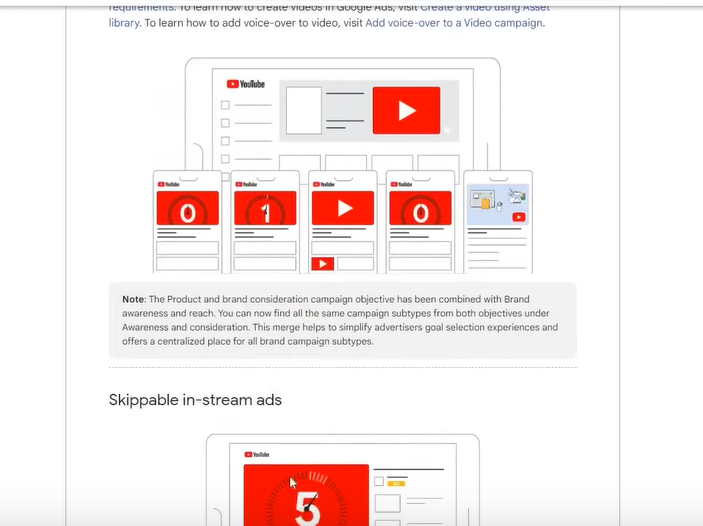 requirements. To learn how to create videos in Google Ads, visit Create a video using Asset
library. To learn how to add voice-over to video, visit Add voice-over to a Video campaign.
YouTube
YouTube
YouTube
YouTube
YouTube
0
1
0
Note: The Product and brand consideration campaign objective has been combined with Brand
awareness and reach. You can now find all the same campaign subtypes from both objectives under
Awareness and consideration. This merge helps to simplify advertisers goal selection experiences and
offers a centralized place for all brand campaign subtypes.
Skippable in-stream ads
YouTube
5